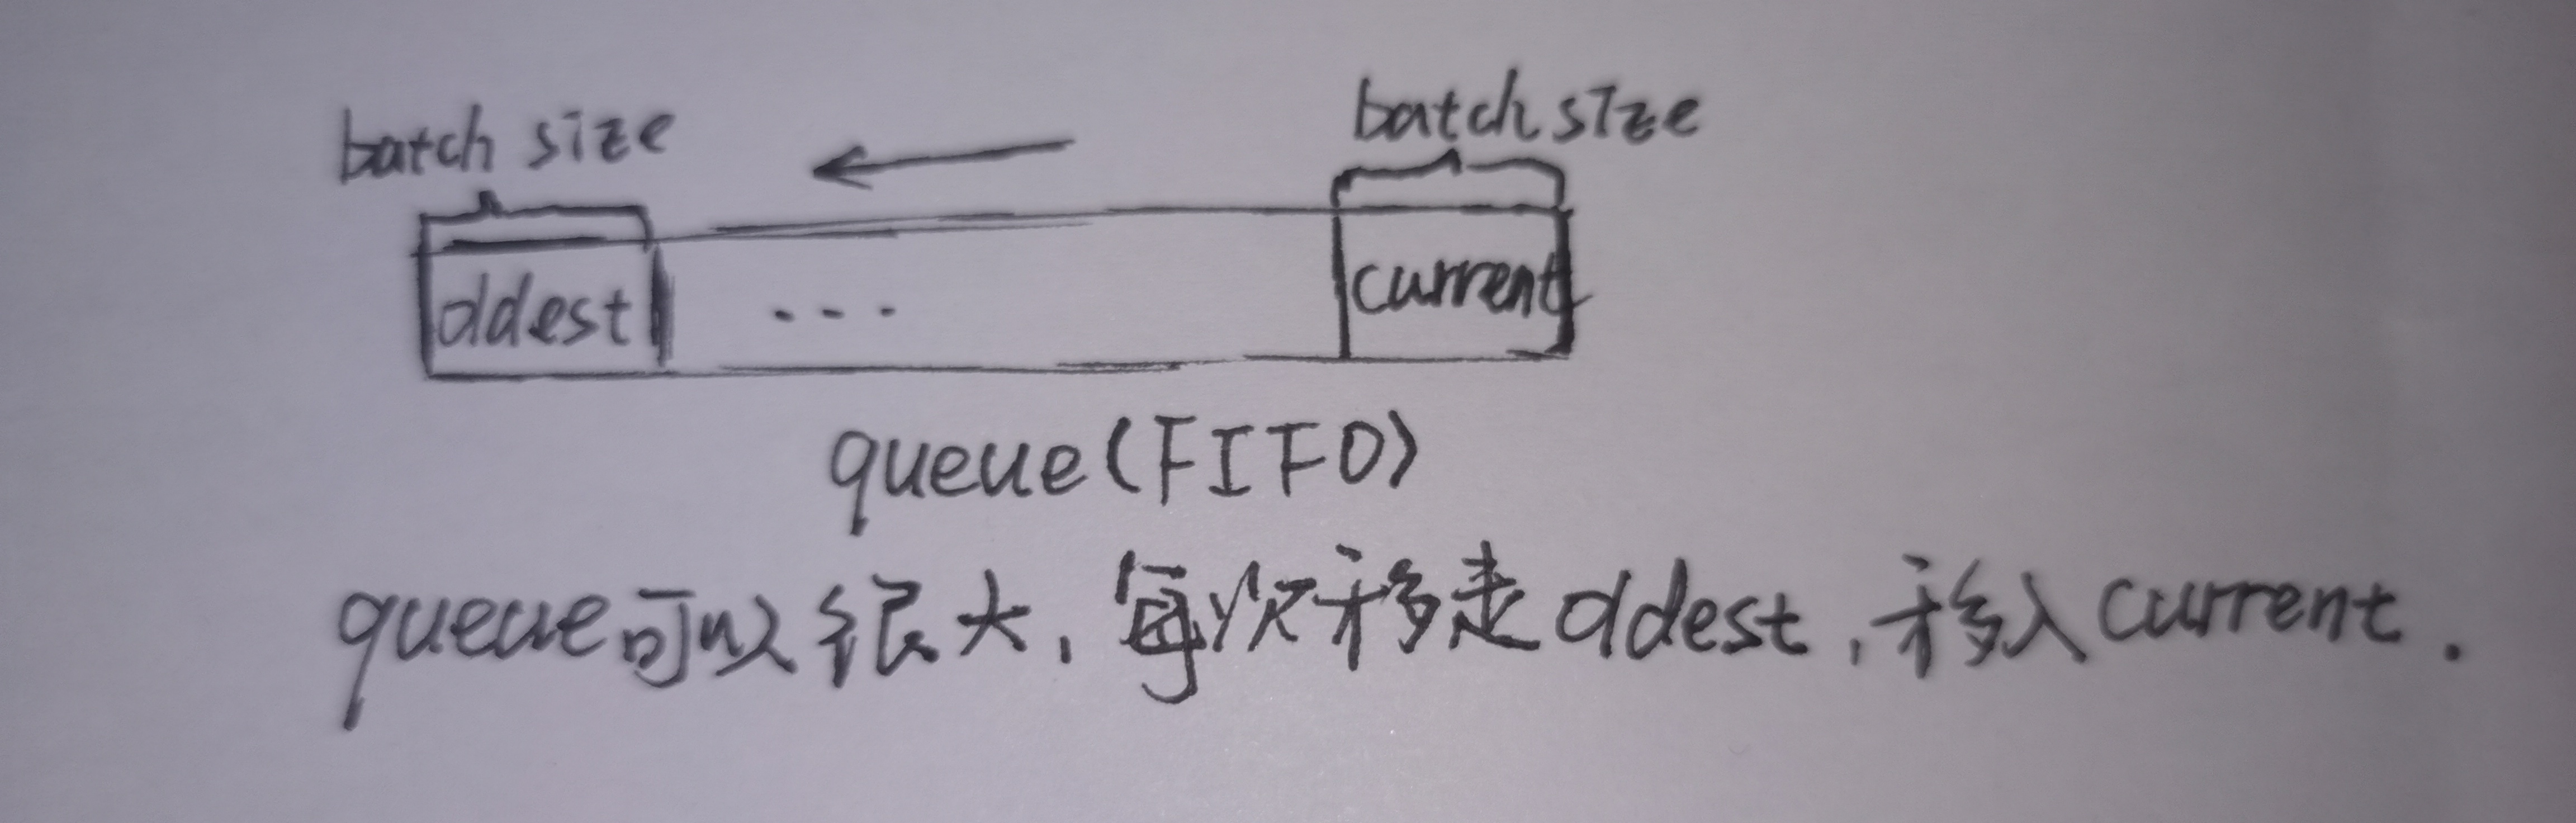 batch size
batch size
oldest ... current
queue(FIFO)
queue可以很大,每次移走oldest,移入current.